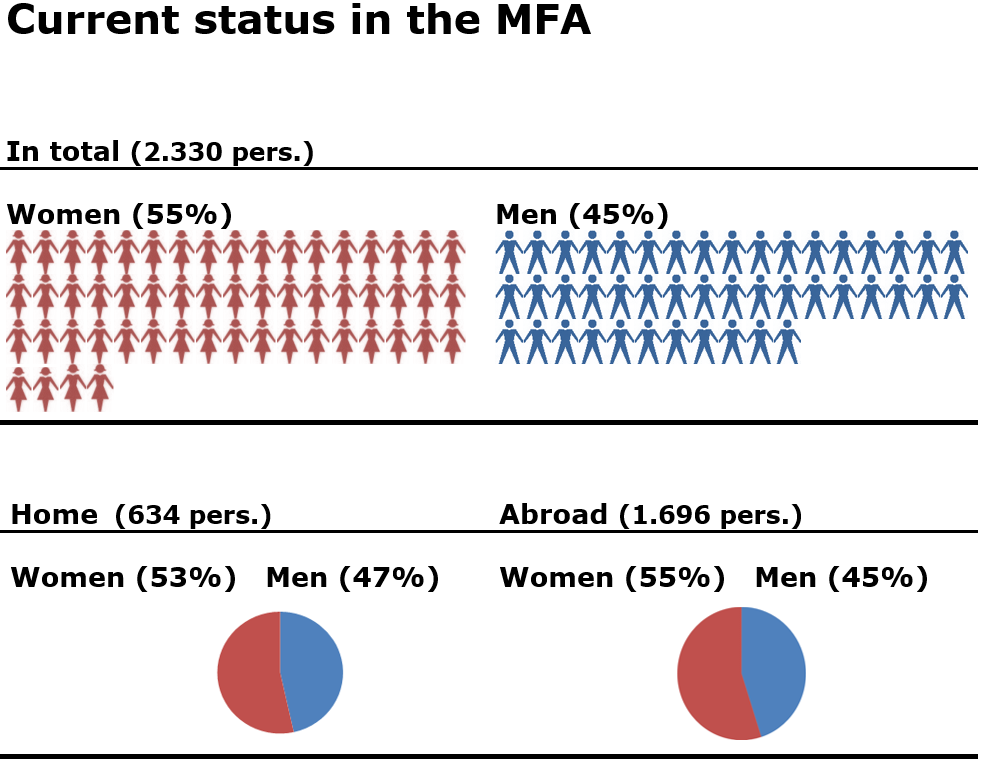 Current status in the MFA
In total (2.330 pers.)
Women (55%)
Men (45%)
Home (634 pers.)
Abroad (1.696 pers.)
Women (53%) Men (47%)
Women (55%) Men (45%)